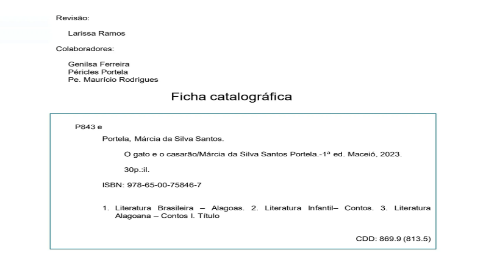 Revisão:
Larissa Ramos
Colaboradores:
Genilsa Ferreira
Péricles Portela
Pe. Maurício Rodrigues
Ficha catalográfica
P843 e
Portela, Márcia da Silva Santos.
O gato e o casarão/Márcia da Silva Santos Portela.-1ª ed. Maceió, 2023.
30p.:il.
ISBN: 978-65-00-75846-7
1. Literatura Brasileira – Alagoas. 2. Literatura Infantil– Contos. 3. Literatura
Alagoana – Contos I. Título
CDD: 869.9 (813.5)